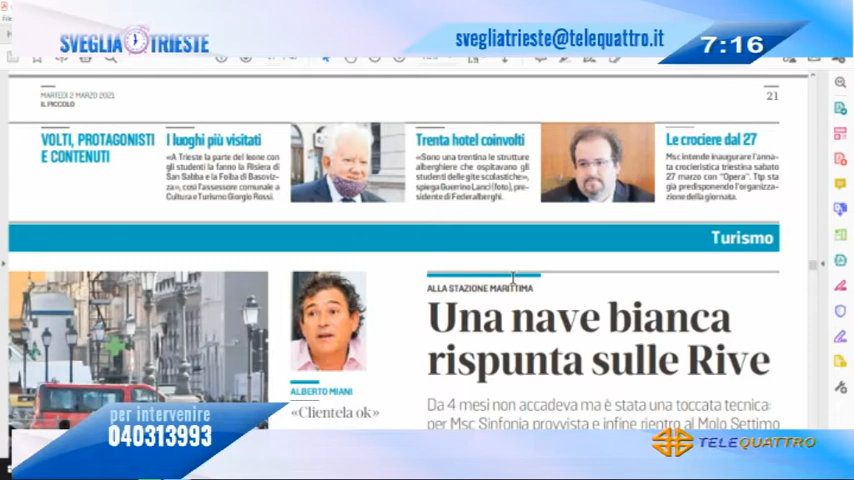 SVEGLIA TRIESTE
svegliatrieste@telequattro.it
7:16
MARTEDÌ 2 MARZO 2021
IL PICCOLO
21
VOLTI, PROTAGONISTI
E CONTENUTI
I luoghi più visitati
«A Trieste la parte del leone con
gli studenti la fanno la Risiera di
San Sabba e la Foiba di Basoviz-
za», così l'assessore comunale a
Cultura e Turismo Giorgio Rossi.
Trenta hotel coinvolti
«Sono una trentina le strutture
alberghiere che ospitavano gli
studenti delle gite scolastiche»,
spiega Guerrino Lanci (foto), pre-
sidente di Federalberghi.
Le crociere dal 27
Msc intende inaugurare l'anna-
ta crocieristica triestina sabato
27 marzo con "Opera". Ttp sta
già predisponendo l'organizza-
zione della giornata.
Turismo
ALBERTO MIANI
«Clientela ok»
ALLA STAZIONE MARITTIMA
Una nave bianca
rispunta sulle Rive
Da 4 mesi non accadeva ma è stata una toccata tecnica:
per Msc Sinfonia provvista e infine rientro al Molo Settimo
per intervenire
040313993
TELEQUATTRO